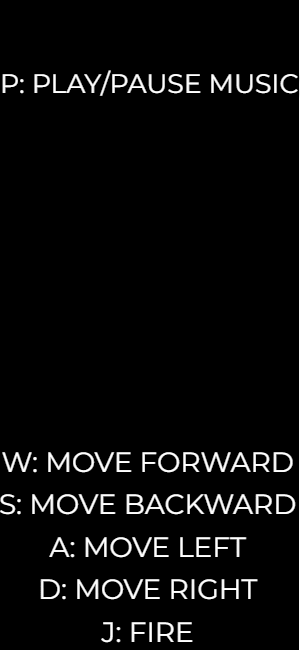 P: PLAY/PAUSE MUSIC
W: MOVE FORWARD
S: MOVE BACKWARD
A: MOVE LEFT
D: MOVE RIGHT
J: FIRE